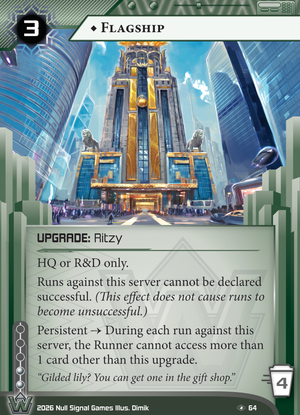 3
♦ Flagship
UPGRADE: Ritzy
HQ or R&D only.
Runs against this server cannot be declared
successful. (This effect does not cause runs to
become unsuccessful.)
Persistent → During each run against this
server, the Runner cannot access more than
1 card other than this upgrade.
“Gilded lily? You can get one in the gift shop.”
4
2026 Null Signal Games Illus. Dimik
64